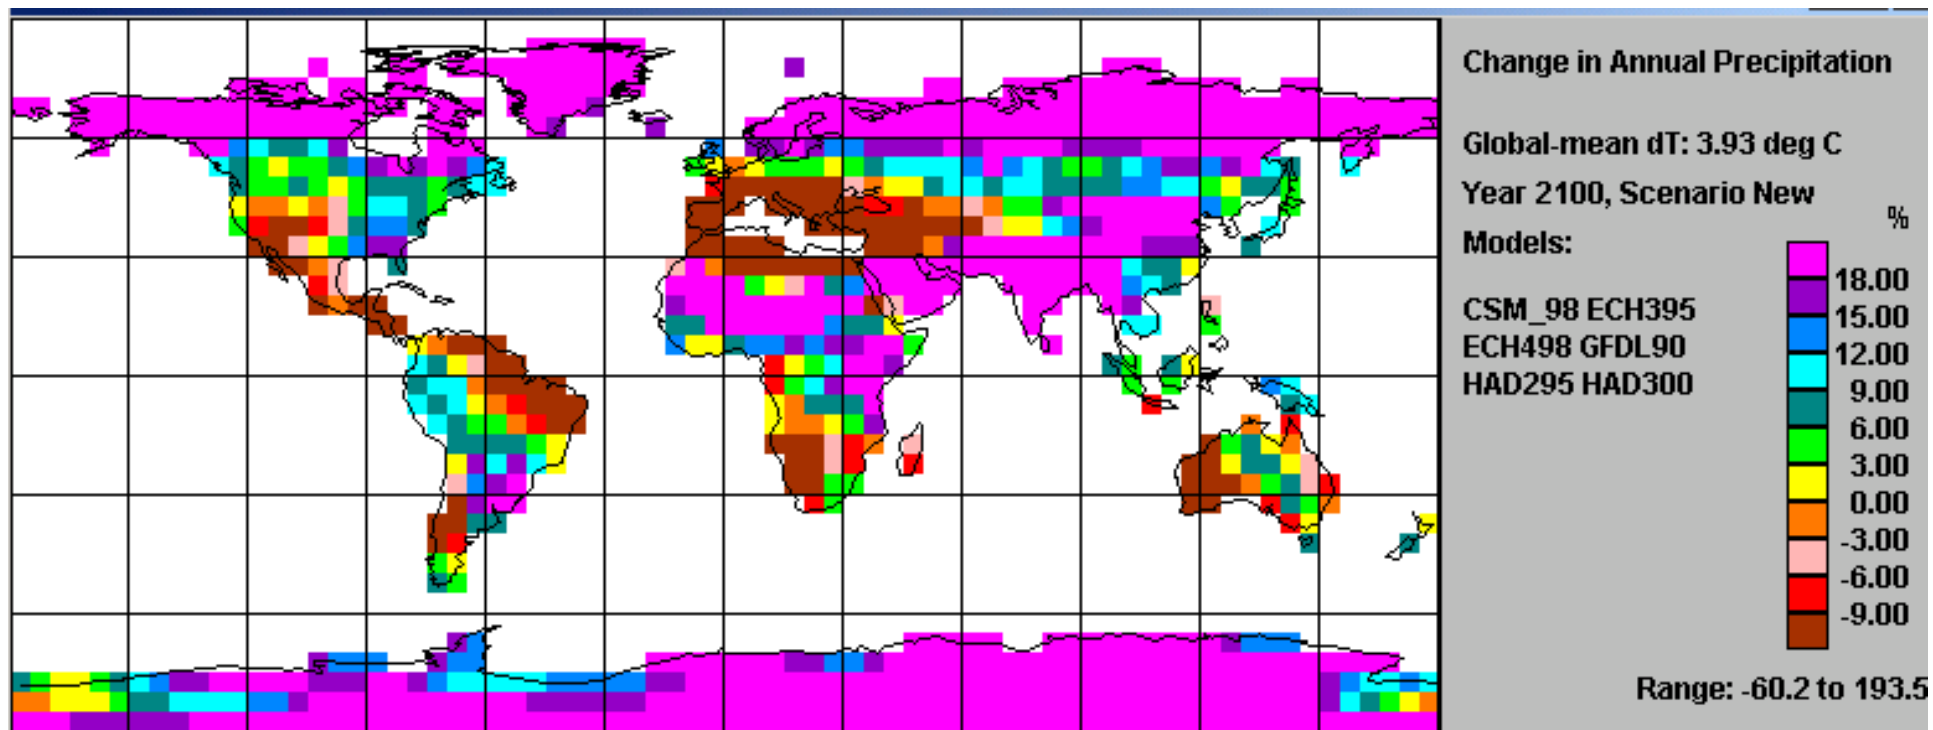 Change in Annual Precipitation
Global-mean dT: 3.93 deg C
Year 2100, Scenario New
%
Models:
18.00
CSM_98 ECH395
15.00
ECH498 GFDL90
12.00
HAD295 HAD300
9.00
6.00
3.00
0.00
-3.00
-6.00
-9.00
Range: -60.2 to 193.5